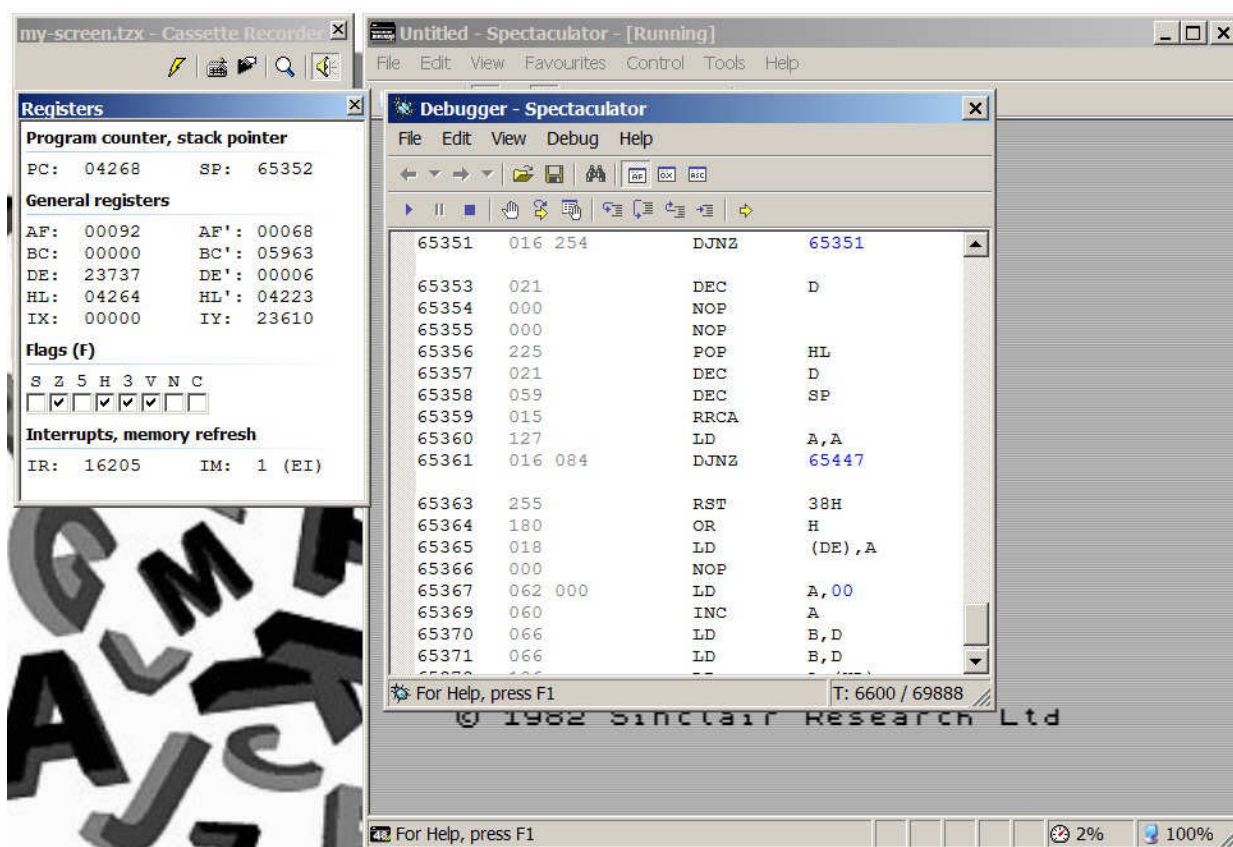 my-screen.tzx - Cassette Recorder
Registers
Program counter, stack pointer
PC: 04268 SP: 65352
General registers
AF: 00092 AF': 00068
BC: 00000 BC': 05963
DE: 23737 DE': 00006
HL: 04264 HL': 04223
IX: 00000 IY: 23610
Flags (F)
S Z 5 H 3 V N C
Interrupts, memory refresh
IR: 16205 IM: 1 (EI)
Untitled - Spectaculator - [Running]
File Edit View Favourites Control Tools Help
Debugger - Spectaculator
File Edit View Debug Help
65351 016 254 DJNZ 65351
65353 021 DEC D
65354 000 NOP
65355 000 NOP
65356 225 POP HL
65357 021 DEC D
65358 059 DEC SP
65359 015 RRCA
65360 127 LD A,A
65361 016 084 DJNZ 65447
65363 255 RST 38H
65364 180 OR H
65365 018 LD (DE),A
65366 000 NOP
65367 062 000 LD A,00
65369 060 INC A
65370 066 LD B,D
65371 066 LD B,D
For Help, press F1 T: 6600 / 69888
© 1982 Sinclair Research Ltd
For Help, press F1 2% 100%